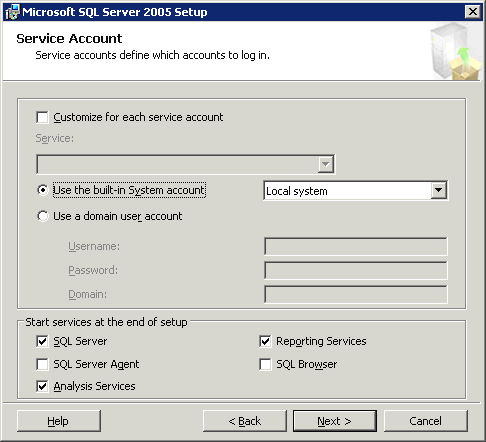 Microsoft SQL Server 2005 Setup
Service Account
Service accounts define which accounts to log in.
Customize for each service account
Service:
Use the built-in System account
Local system
Use a domain user account
Username:
Password:
Domain:
Start services at the end of setup
SQL Server
Reporting Services
SQL Server Agent
SQL Browser
Analysis Services
Help
< Back
Next >
Cancel